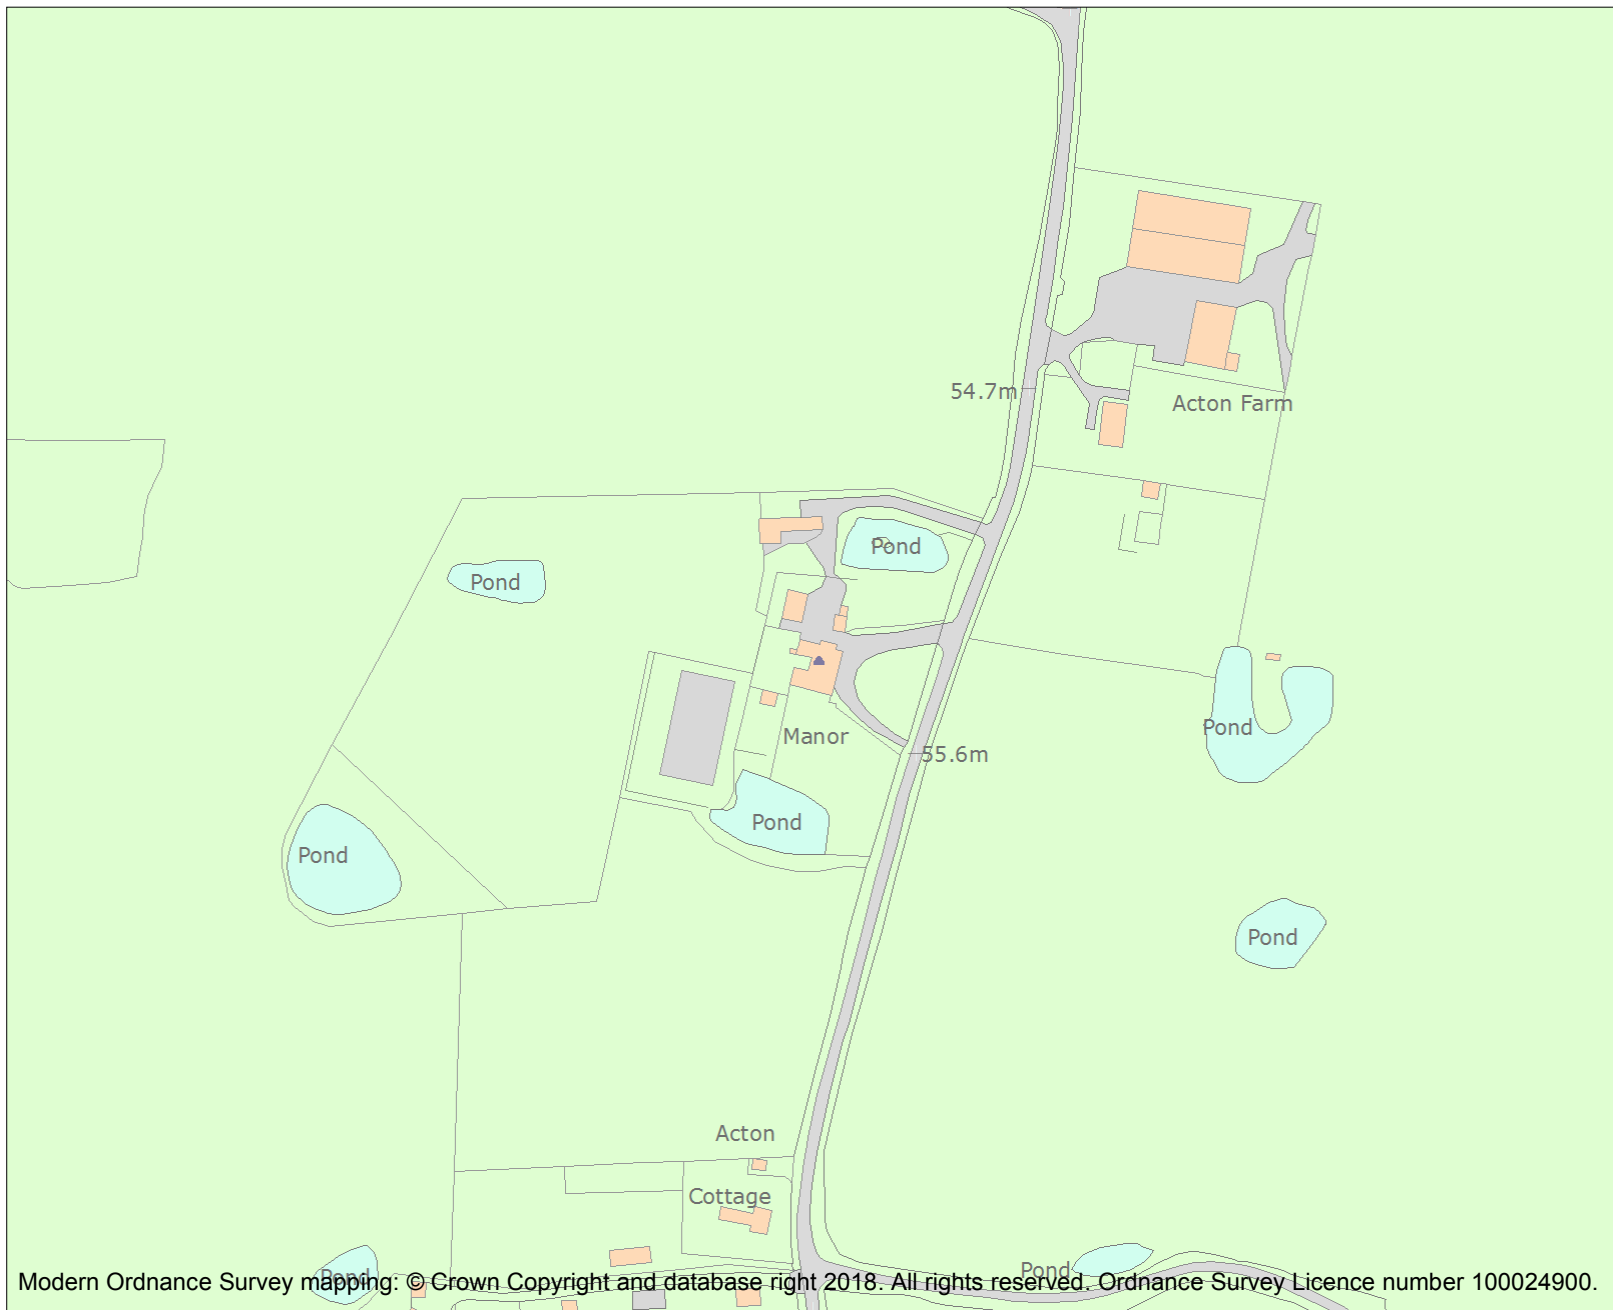 54.7m
Acton Farm
Pond
Pond
Pond
Manor
55.6m
Pond
Pond
Pond
Acton
Cottage
Pond
Pond
Modern Ordnance Survey mapping: © Crown Copyright and database right 2018. All rights reserved. Ordnance Survey Licence number 100024900.